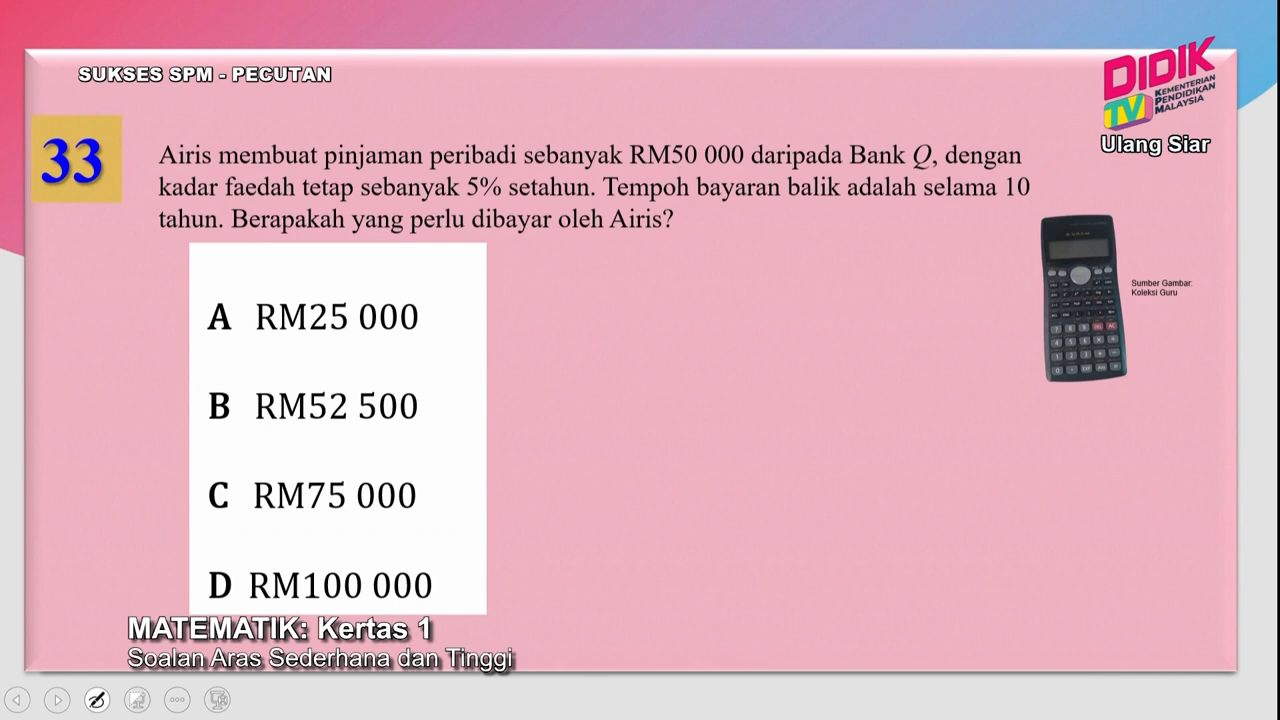 SUKSES SPM - PECUTAN
DIDIK
TV
KEMENTERIAN
PENDIDIKAN
MALAYSIA
Ulang Siar
33
Airis membuat pinjaman peribadi sebanyak RM50 000 daripada Bank Q, dengan
kadar faedah tetap sebanyak 5% setahun. Tempoh bayaran balik adalah selama 10
tahun. Berapakah yang perlu dibayar oleh Airis?
Sumber Gambar:
Koleksi Guru
A RM25 000
B RM52 500
C RM75 000
D RM100 000
MATEMATIK: Kertas 1
Soalan Aras Sederhana dan Tinggi